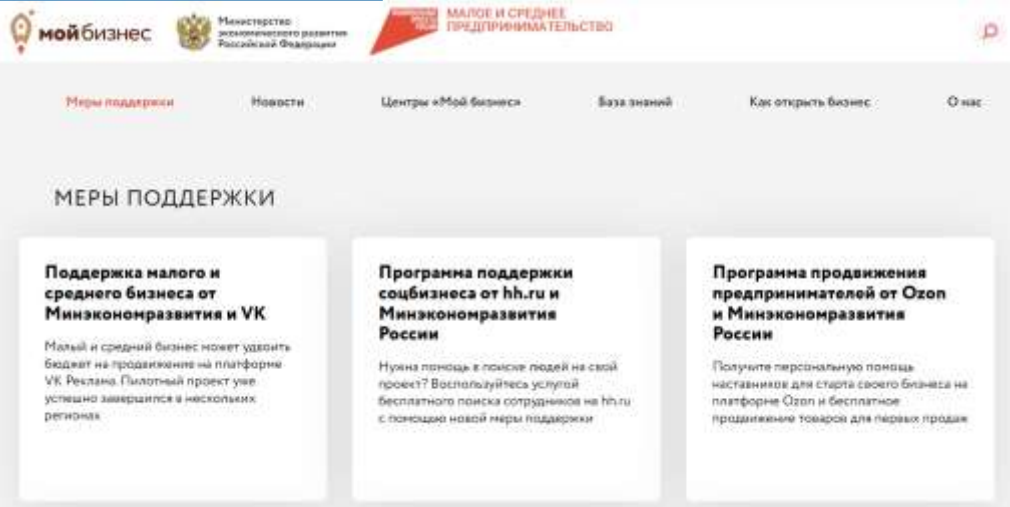 мойбизнес
Министерство
экономического развития
Российской Федерации
МАЛОЕ И СРЕДНЕЕ
ПРЕДПРИНИМАТЕЛЬСТВО
Меры поддержки Новости Центры «Мой бизнес» База знаний Как открыть бизнес О нас
МЕРЫ ПОДДЕРЖКИ
Поддержка малого и
среднего бизнеса от
Минэкономразвития и VK
Малый и средний бизнес может удвоить
бюджет на продвижение на платформе
VK Реклама. Пилотный проект уже
успешно завершился в нескольких
регионах
Программа поддержки
соцбизнеса от hh.ru и
Минэкономразвития
России
Нужна помощь в поиске людей на свой
проект? Воспользуйтесь услугой
бесплатного поиска сотрудников на hh.ru
с помощью новой меры поддержки
Программа продвижения
предпринимателей от Ozon
и Минэкономразвития
России
Получите персональную помощь
наставников для старта своего бизнеса на
платформе Ozon и бесплатное
продвижение товаров для первых продаж